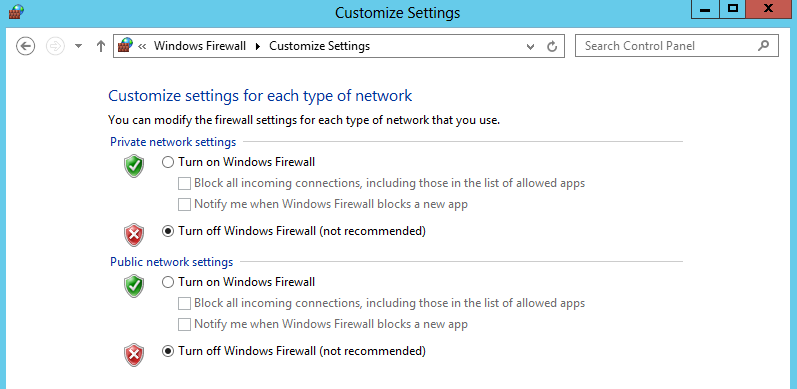 Customize Settings
« Windows Firewall ▸ Customize Settings Search Control Panel
Customize settings for each type of network
You can modify the firewall settings for each type of network that you use.
Private network settings
Turn on Windows Firewall
Block all incoming connections, including those in the list of allowed apps
Notify me when Windows Firewall blocks a new app
Turn off Windows Firewall (not recommended)
Public network settings
Turn on Windows Firewall
Block all incoming connections, including those in the list of allowed apps
Notify me when Windows Firewall blocks a new app
Turn off Windows Firewall (not recommended)